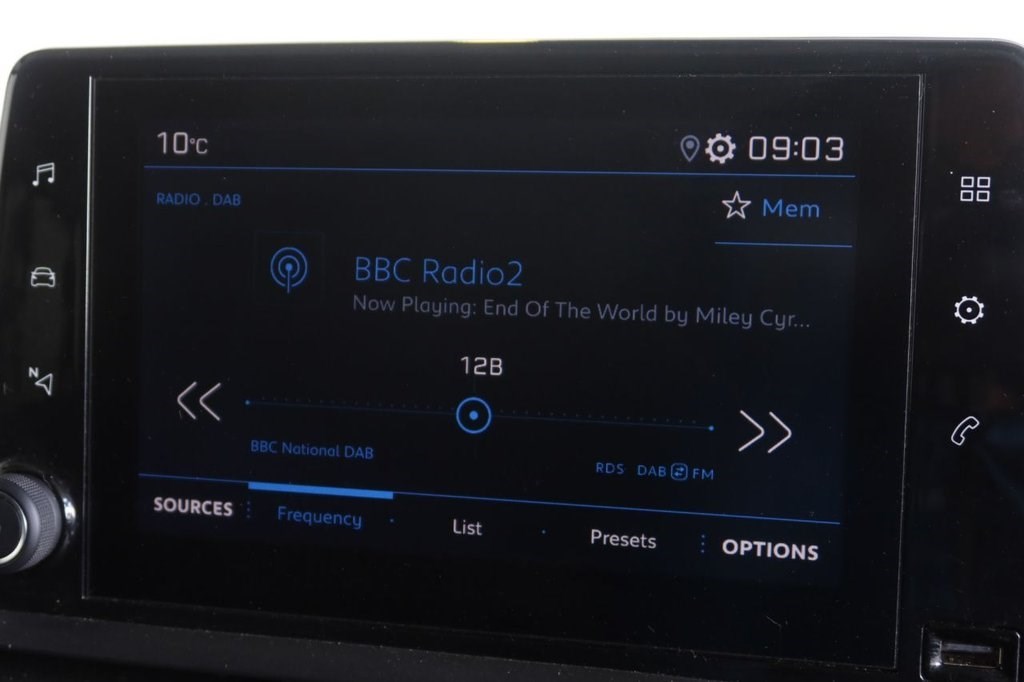 10°C
09:03
RADIO . DAB
Mem
BBC Radio2
Now Playing: End Of The World by Miley Cyr...
12B
N
BBC National DAB
RDS DAB FM
SOURCES Frequency List Presets OPTIONS